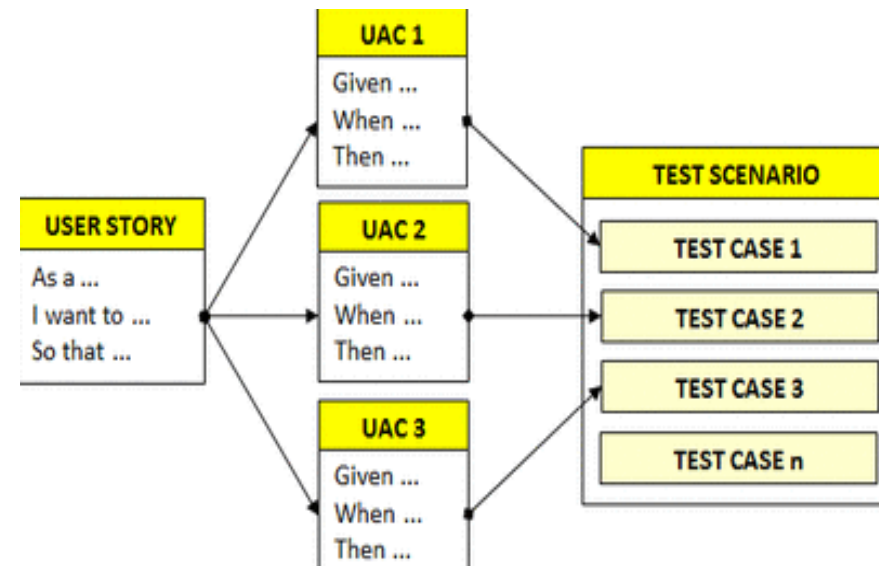 USER STORY
As a ...
I want to ...
So that ...
UAC 1
Given ...
When ...
Then ...
UAC 2
Given ...
When ...
Then ...
UAC 3
Given ...
When ...
Then ...
TEST SCENARIO
TEST CASE 1
TEST CASE 2
TEST CASE 3
TEST CASE n